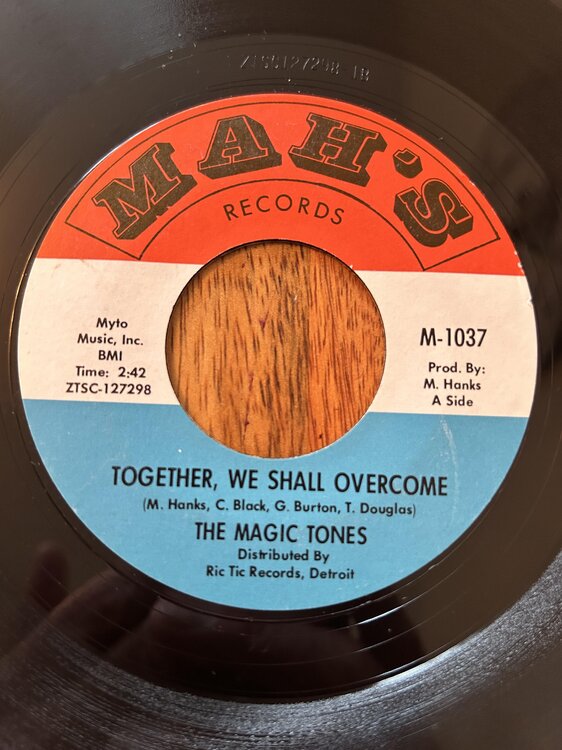 ZTSC127298-1B
MAH'S
RECORDS
Myto
Music, Inc.
BMI
Time: 2:42
ZTSC-127298
M-1037
Prod. By:
M. Hanks
A Side
TOGETHER, WE SHALL OVERCOME
(M. Hanks, C. Black, G. Burton, T. Douglas)
THE MAGIC TONES
Distributed By
Ric Tic Records, Detroit